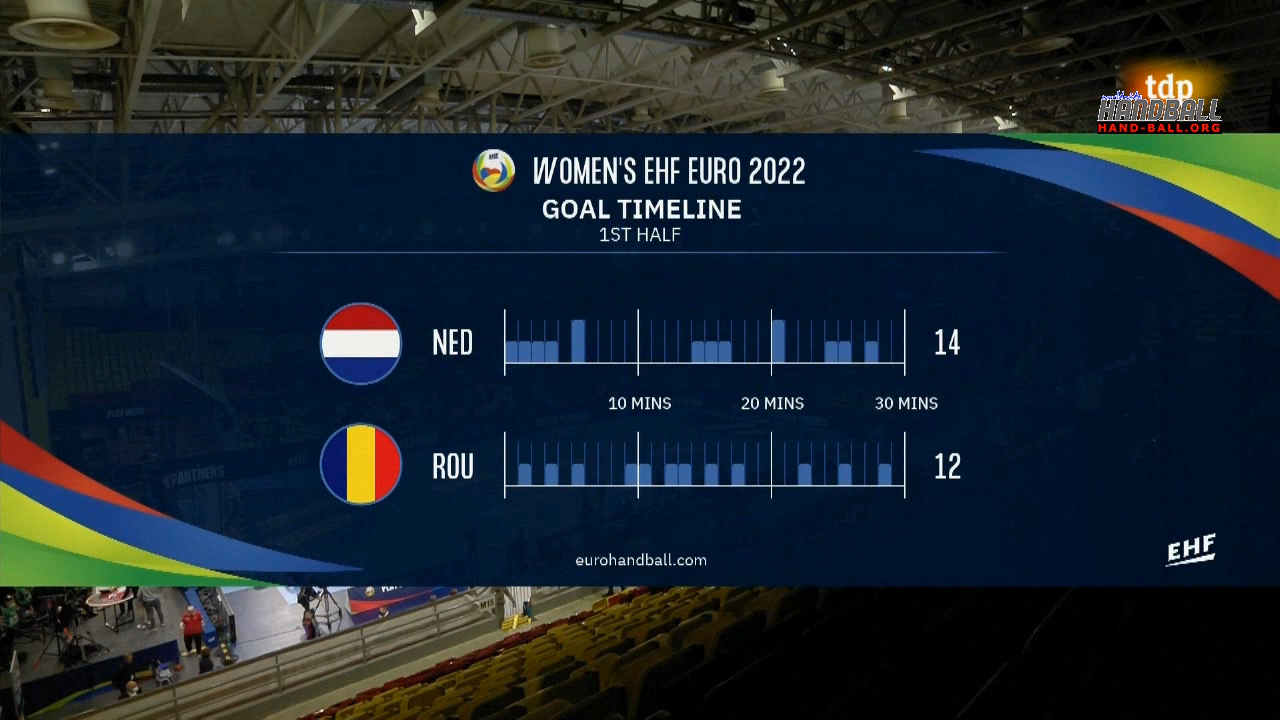 tdp
HANDBALL
HAND-BALL.ORG
WOMEN'S EHF EURO 2022
GOAL TIMELINE
1ST HALF
NED
14
10 MINS
20 MINS
30 MINS
ROU
12
PARTNERS
eurohandball.com
EHF